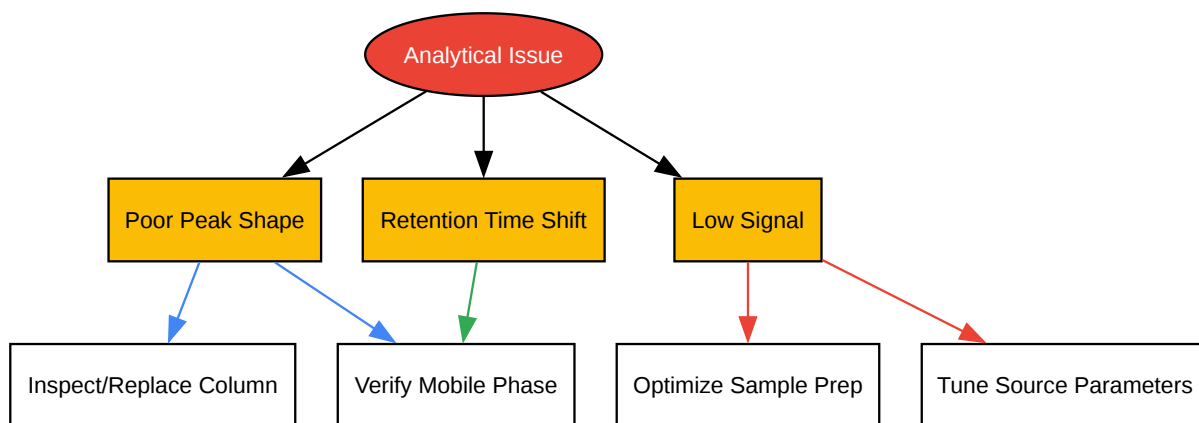 Analytical Issue
Poor Peak Shape
Retention Time Shift
Low Signal
Inspect/Replace Column
Verify Mobile Phase
Optimize Sample Prep
Tune Source Parameters